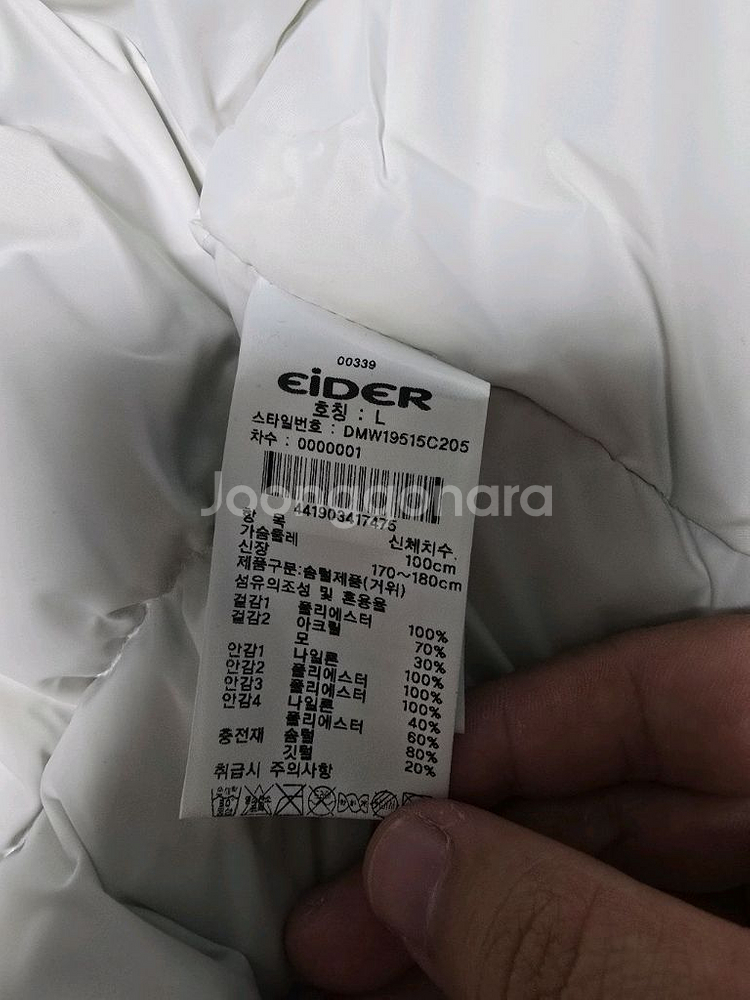 00339
EiDER
호칭 : L
스타일번호 : DMW19515C205
차수 : 0000001
Joonggonara
441903417475
항 목 신체치수
가슴둘레 100cm
신장 170~180cm
제품구분:솜털제품(거위)
섬유의조성 및 혼용율
겉감1 폴리에스터 100%
겉감2 아크릴 70%
모 30%
안감1 나일론 100%
안감2 폴리에스터 100%
안감3 폴리에스터 100%
안감4 나일론 40%
폴리에스터 60%
충전재 솜털 80%
깃털 20%
취급시 주의사항